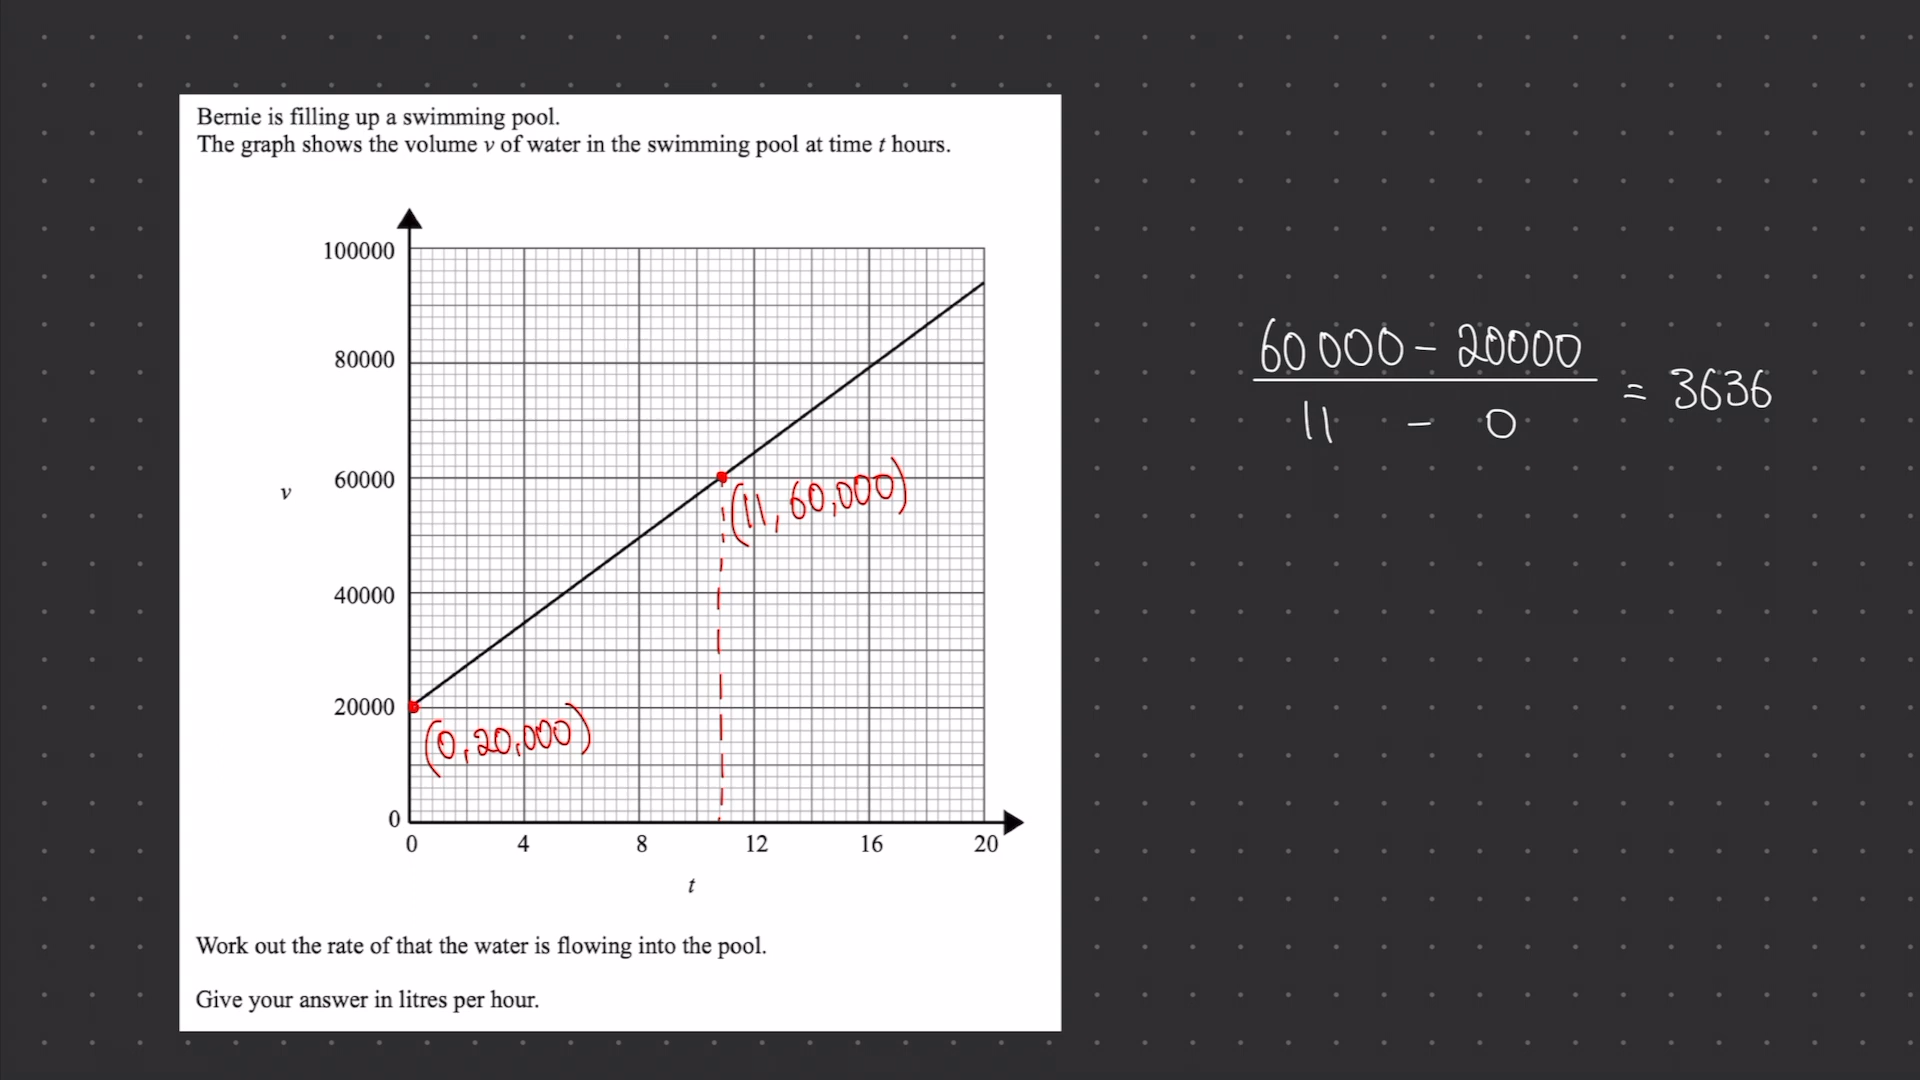 Bernie is filling up a swimming pool.
The graph shows the volume v of water in the swimming pool at time t hours.
100000
80000
60000
40000
20000
0
v
0 4 8 12 16 20
t
(11, 60,000)
(0, 20,000)
Work out the rate of that the water is flowing into the pool.
Give your answer in litres per hour.
60000 - 20000
11 - 0
= 3636